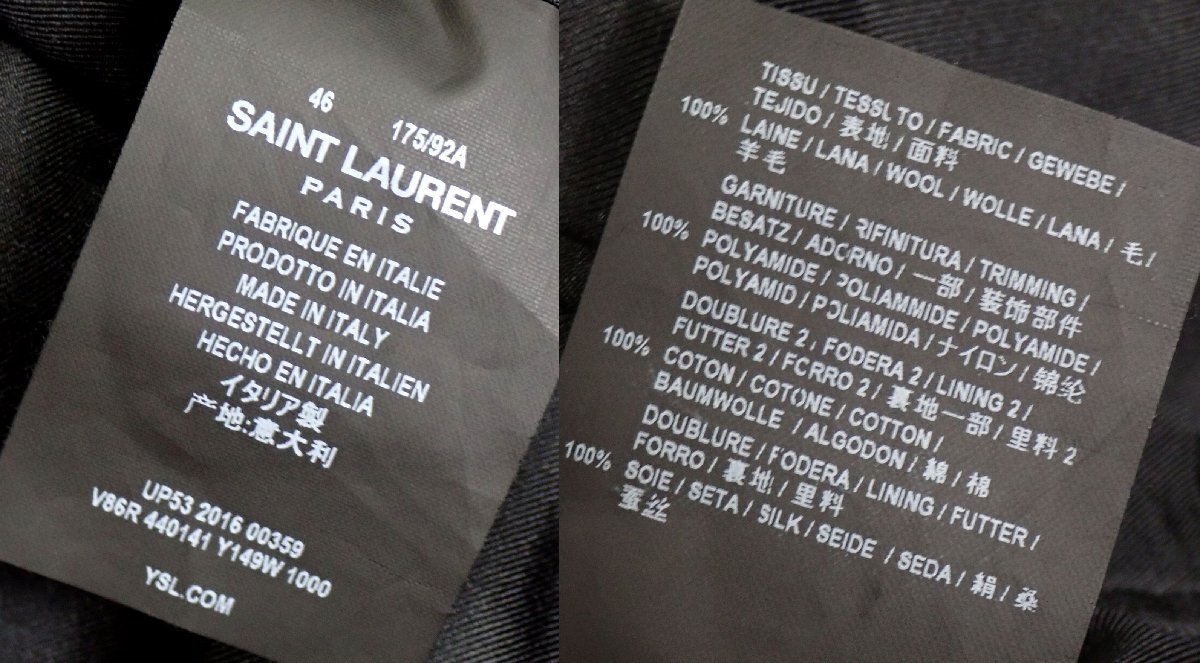 46
175/92A
SAINT LAURENT
PARIS
FABRIQUE EN ITALIE
PRODOTTO IN ITALIA
MADE IN ITALY
HERGESTELLT IN ITALIEN
HECHO EN ITALIA
イタリア製
产地:意大利
UP53 2016 00359
V86R 440141 Y149W 1000
YSL.COM
TISSU / TESSUTO / FABRIC / GEWEBE /
TEJIDO / 表地 / 面料
100% LAINE / LANA / WOOL / WOLLE / LANA / 毛 /
羊毛
GARNITURE / RIFINITURA / TRIMMING /
BESATZ / ADORNO / 一部 / 装饰部件
100% POLYAMIDE / POLIAMMIDE / POLYAMIDE /
POLYAMID / POLIAMIDA / ナイロン / 锦纶
DOUBLURE 2 / FODERA 2 / LINING 2 /
FUTTER 2 / FORRO 2 / 裏地一部 / 里料 2
100% COTON / COTONE / COTTON /
BAUMWOLLE / ALGODON / 綿 / 棉
DOUBLURE / FODERA / LINING / FUTTER /
FORRO / 裏地 / 里料
100% SOIE / SETA / SILK / SEIDE / SEDA / 絹 / 桑
蚕丝